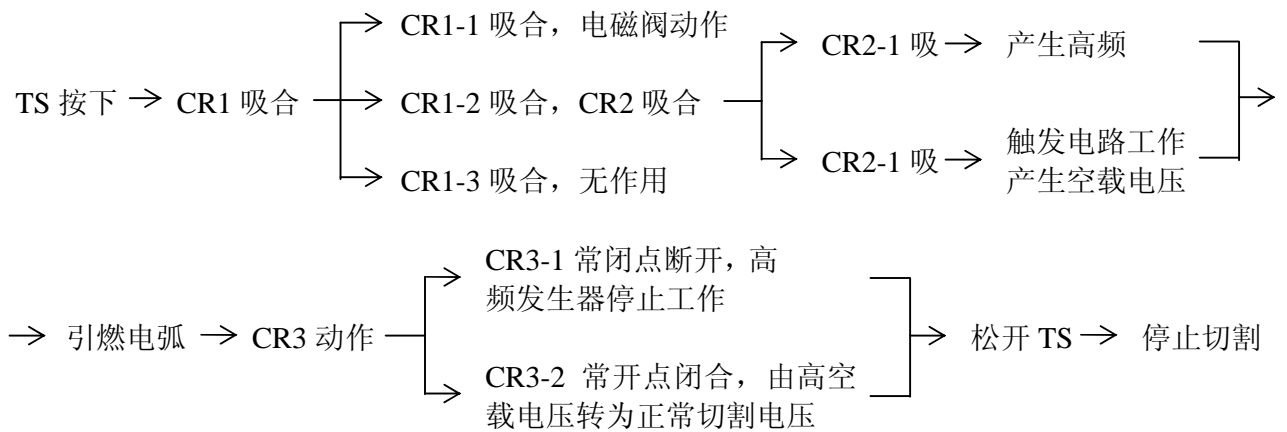 CR1-1 吸合，电磁阀动作
CR2-1 吸 → 产生高频
TS 按下 → CR1 吸合
CR1-2 吸合，CR2 吸合
CR1-3 吸合，无作用
CR2-1 吸 → 触发电路工作
产生空载电压
CR3-1 常闭点断开，高
频发生器停止工作
→ 引燃电弧 → CR3 动作
松开 TS → 停止切割
CR3-2 常开点闭合，由高空
载电压转为正常切割电压